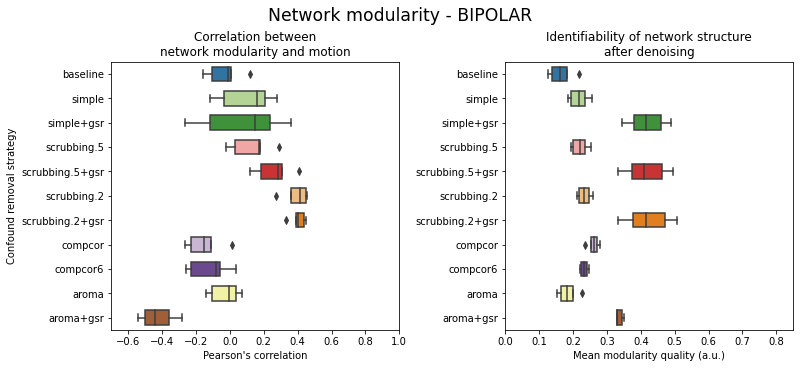 Network modularity - BIPOLAR
Correlation between
network modularity and motion
Confound removal strategy
baseline
simple
simple+gsr
scrubbing.5
scrubbing.5+gsr
scrubbing.2
scrubbing.2+gsr
compcor
compcor6
aroma
aroma+gsr
−0.6 −0.4 −0.2 0.0 0.2 0.4 0.6 0.8 1.0
Pearson's correlation
Identifiability of network structure
after denoising
baseline
simple
simple+gsr
scrubbing.5
scrubbing.5+gsr
scrubbing.2
scrubbing.2+gsr
compcor
compcor6
aroma
aroma+gsr
0.0 0.1 0.2 0.3 0.4 0.5 0.6 0.7 0.8
Mean modularity quality (a.u.)